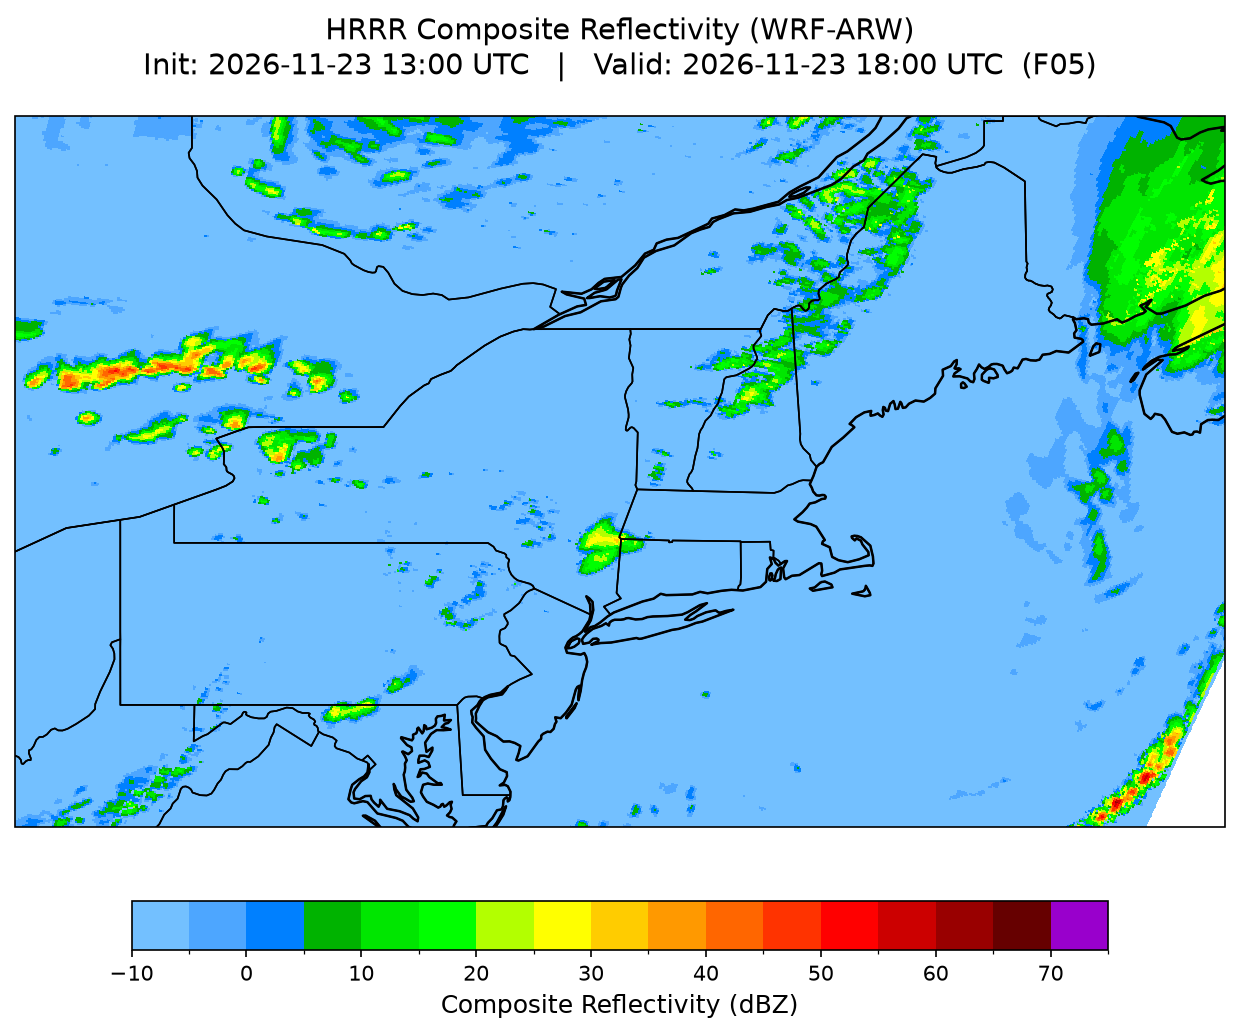 HRRR Composite Reflectivity (WRF-ARW)
Init: 2026-11-23 13:00 UTC   |   Valid: 2026-11-23 18:00 UTC  (F05)
−10 0 10 20 30 40 50 60 70
Composite Reflectivity (dBZ)